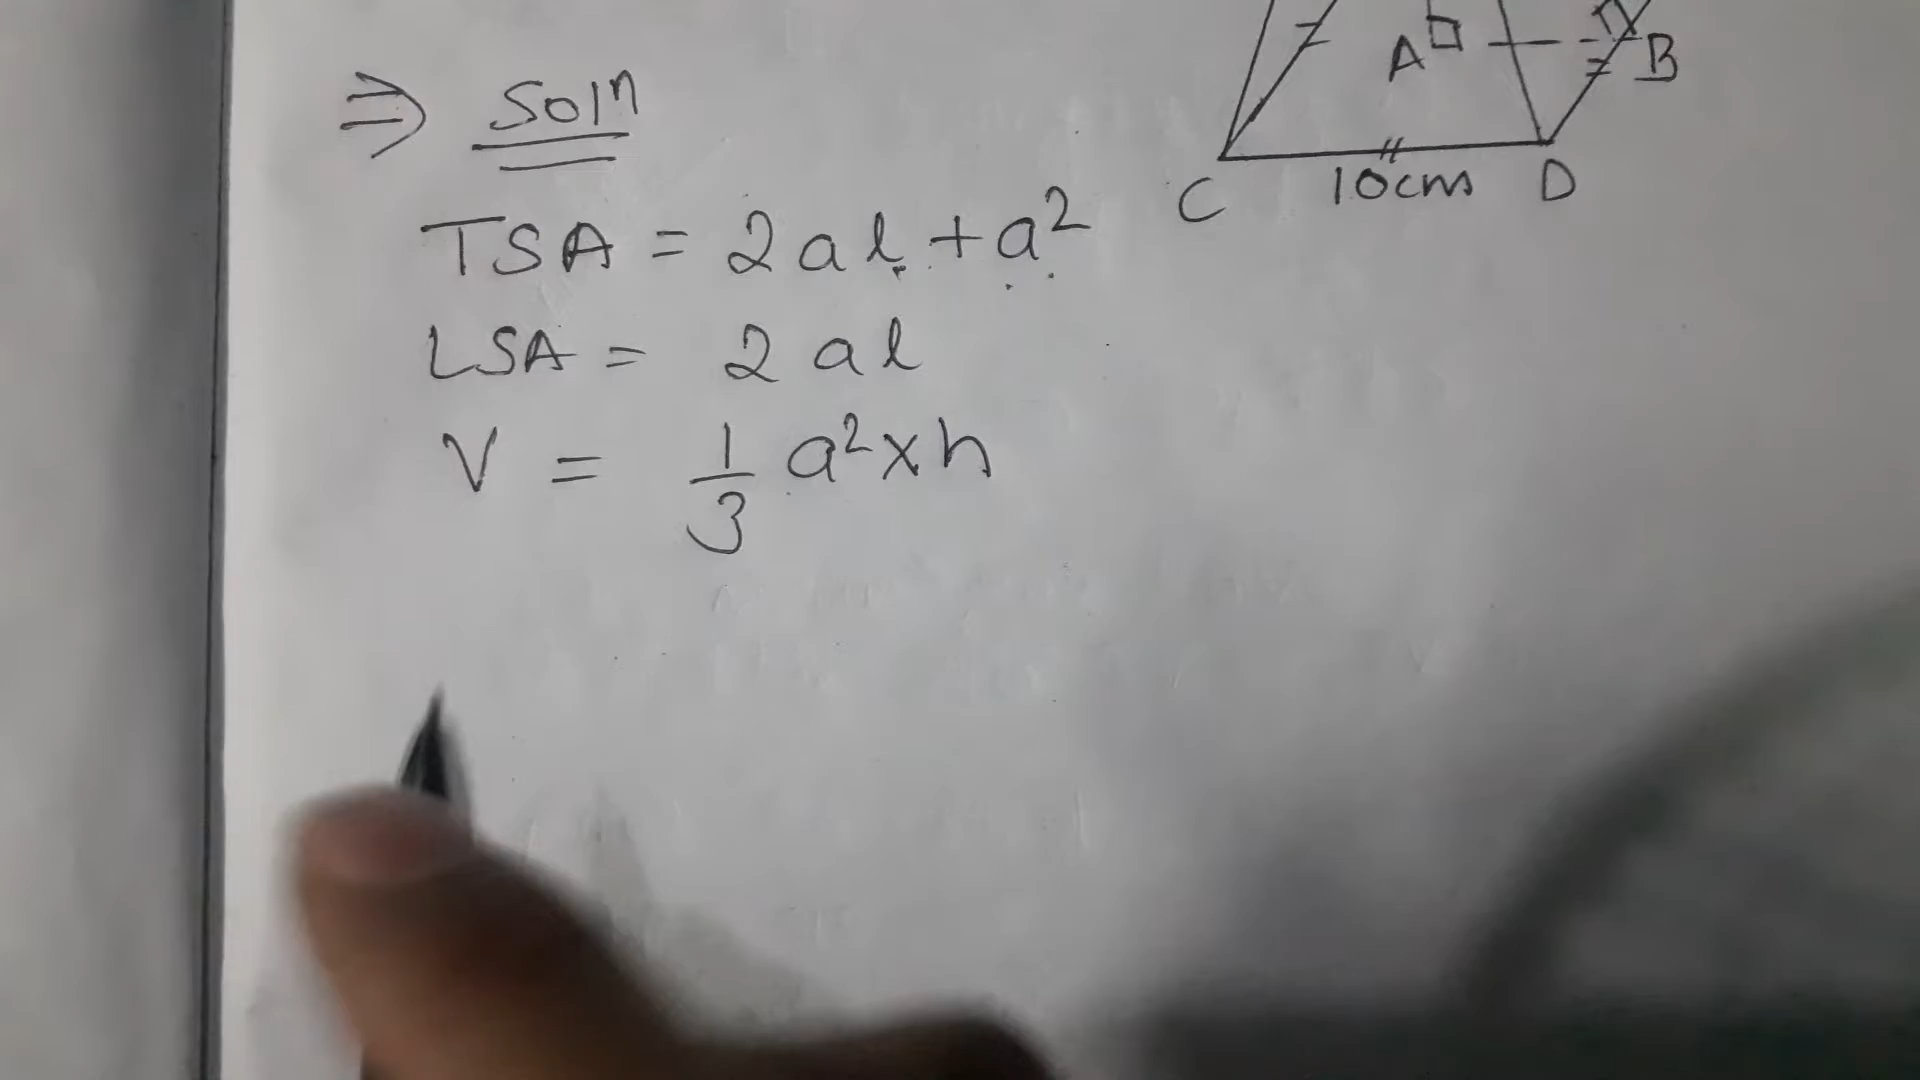 A B
C 10cm D
⇒ Soln
TSA = 2al + a²
LSA = 2al
V = 1/3 a² × h